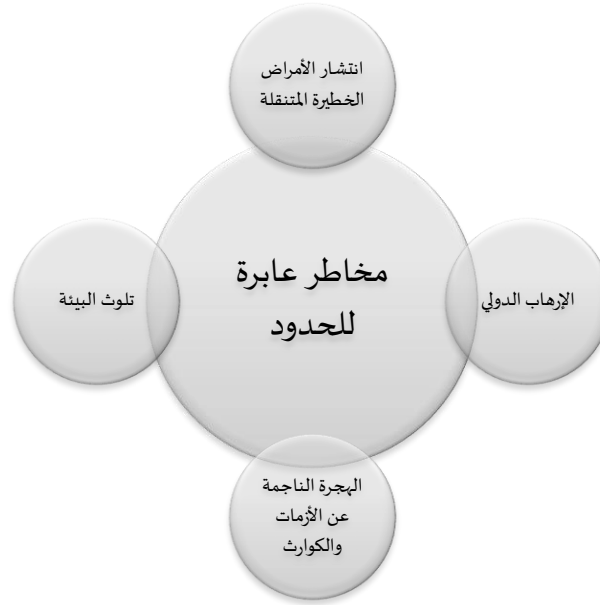 انتشار الأمراض
الخطيرة المتنقلة
مخاطر عابرة
للحدود
الإرهاب الدولي
تلوث البيئة
الهجرة الناجمة
عن الأزمات
والكوارث